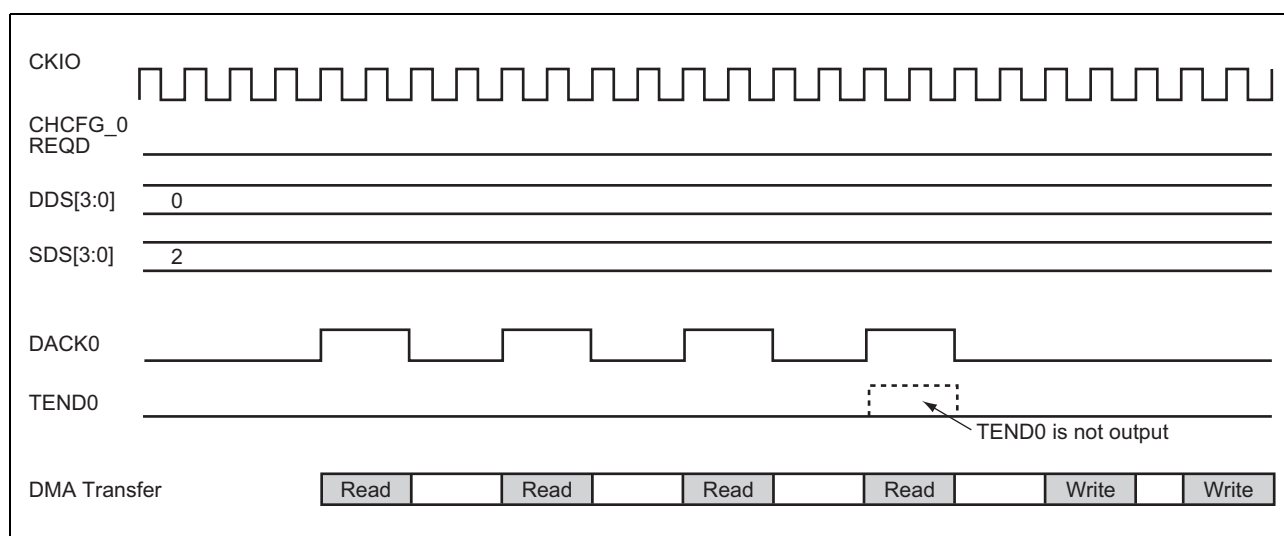 CKIO
CHCFG_0
REQD
DDS[3:0] 0
SDS[3:0] 2
DACK0
TEND0
TEND0 is not output
DMA Transfer Read Read Read Read Write Write